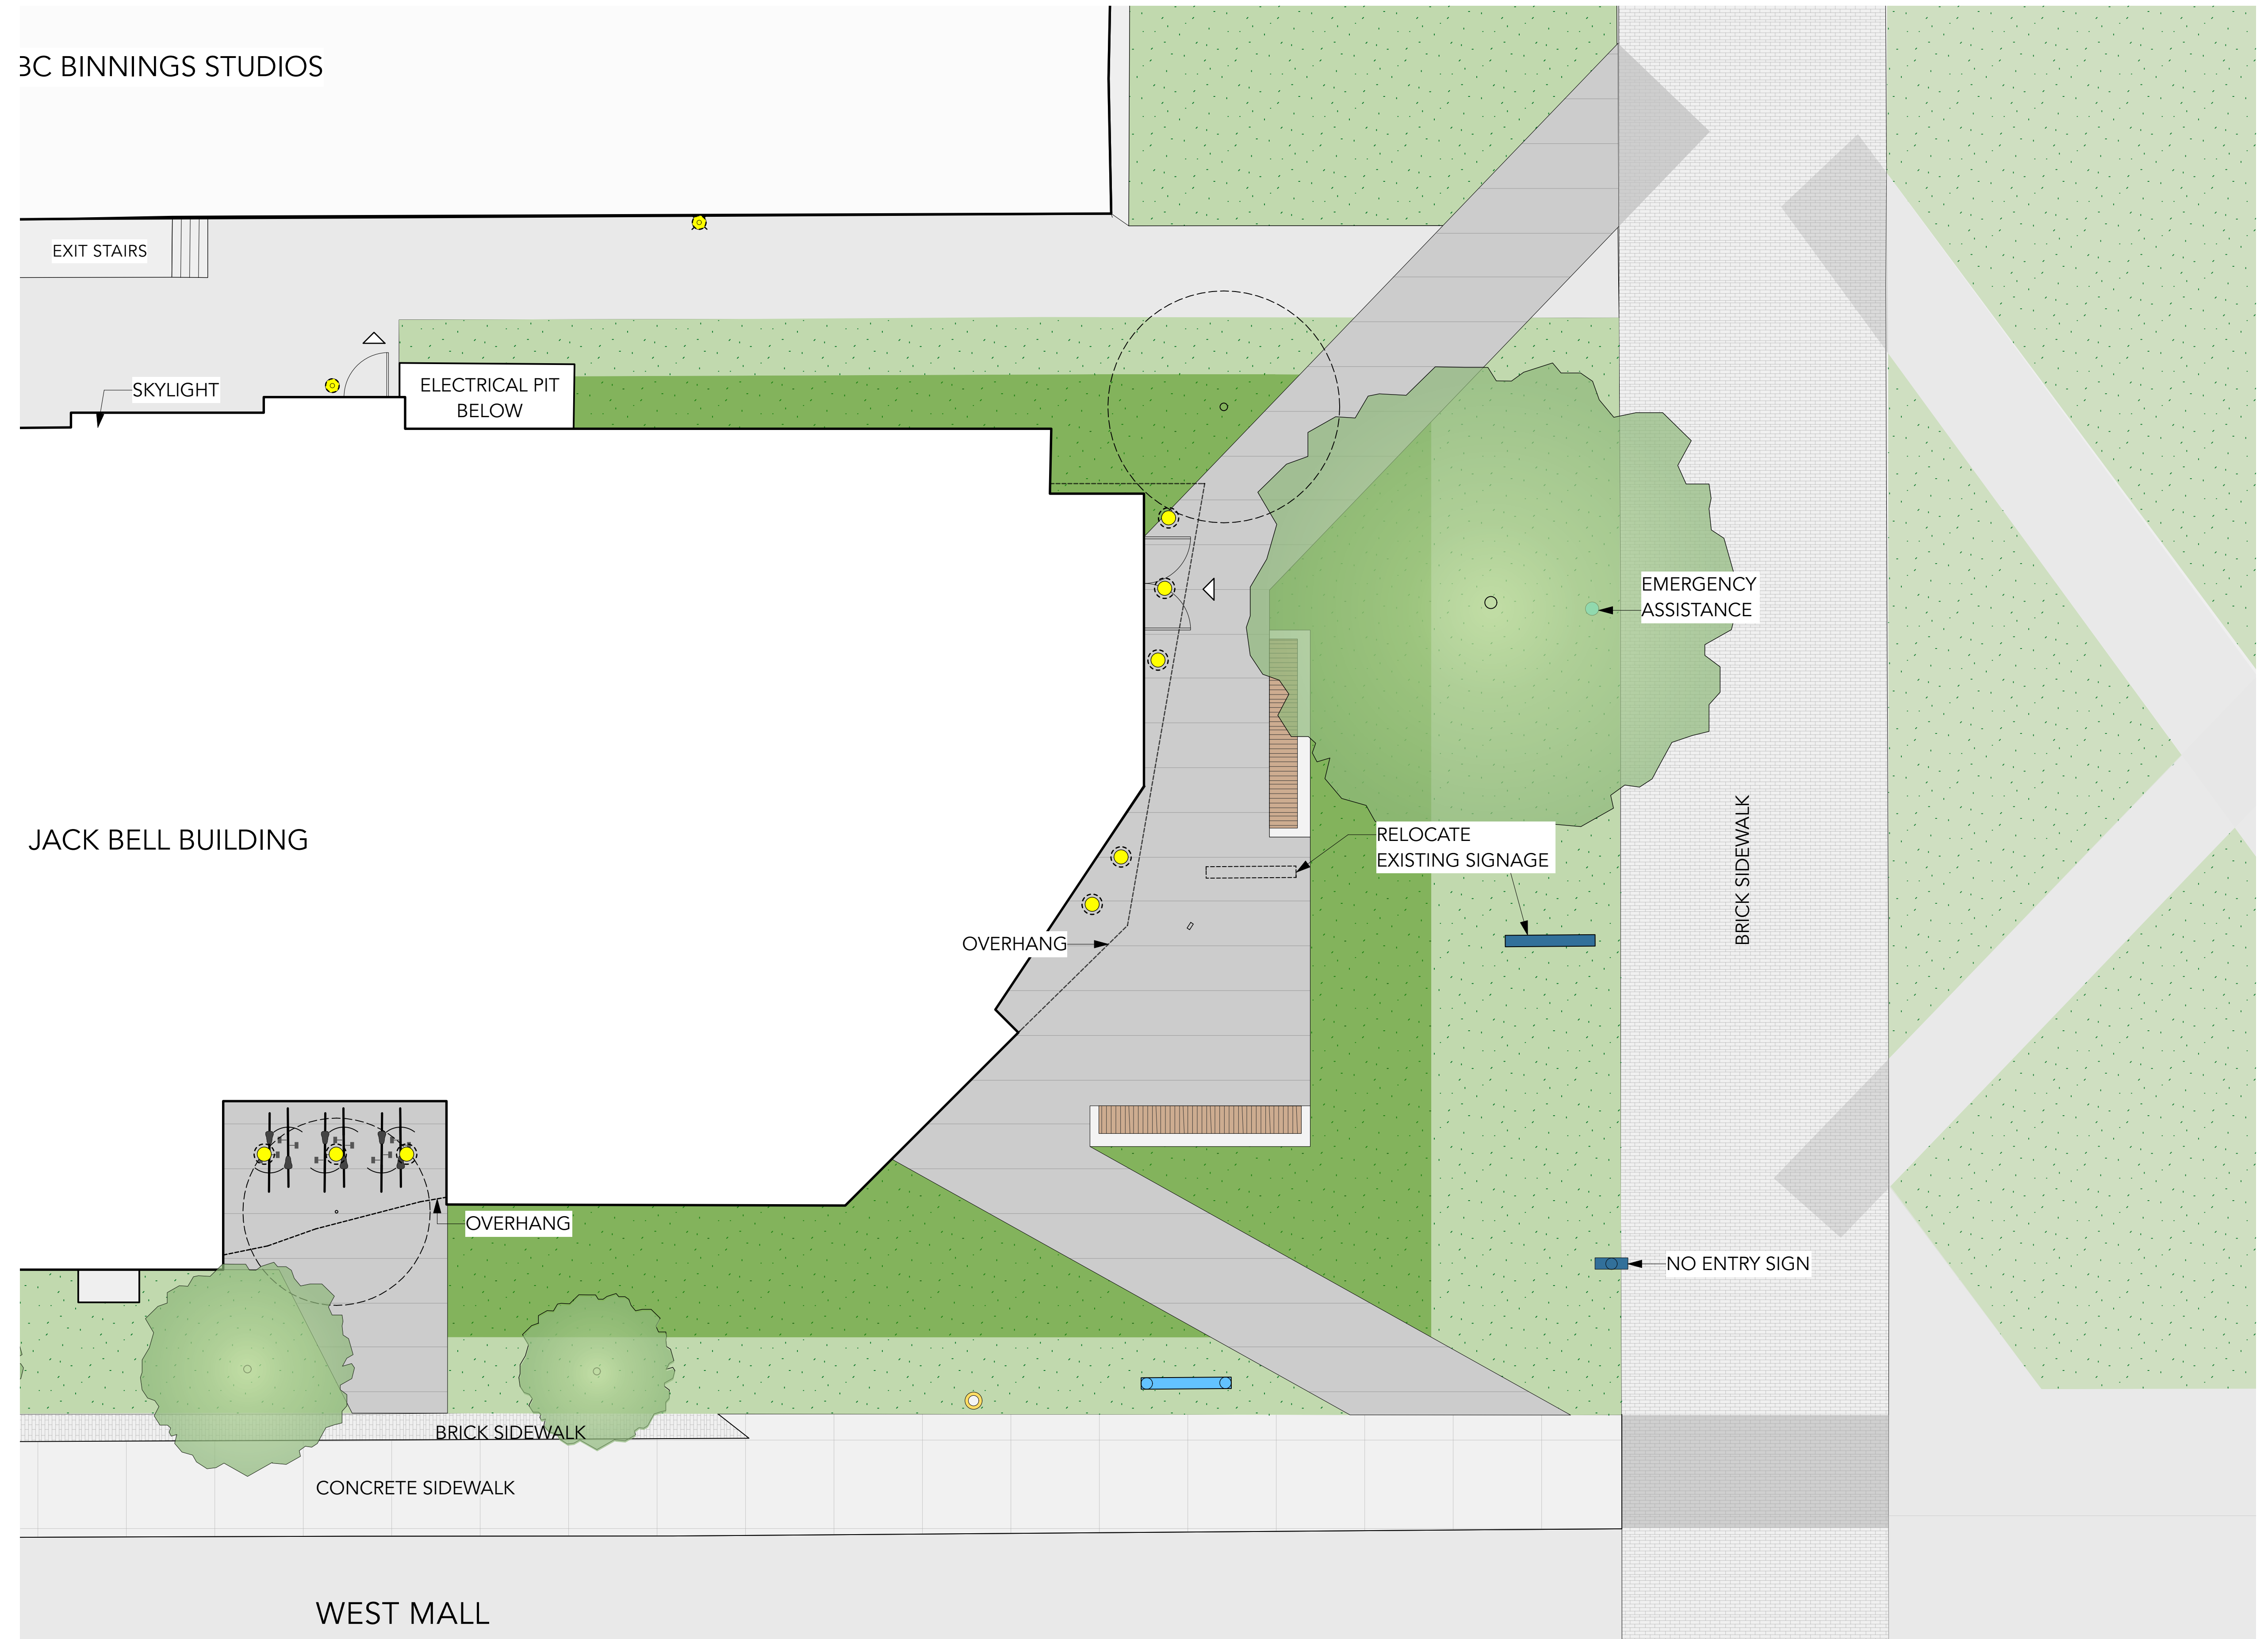 BC BINNINGS STUDIOS
EXIT STAIRS
SKYLIGHT
ELECTRICAL PIT
BELOW
EMERGENCY
ASSISTANCE
JACK BELL BUILDING
RELOCATE
EXISTING SIGNAGE
BRICK SIDEWALK
OVERHANG
OVERHANG
NO ENTRY SIGN
BRICK SIDEWALK
CONCRETE SIDEWALK
WEST MALL